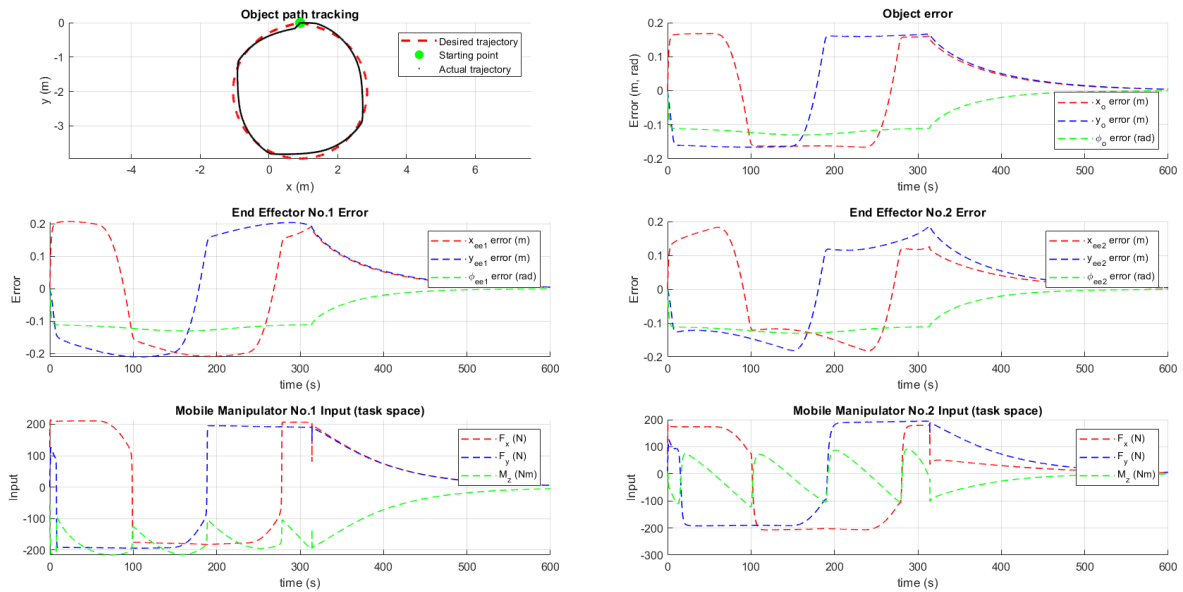 Object path tracking
0
-1
-2
-3
y (m)
-4 -2 0 2 4 6
x (m)
Desired trajectory
Starting point
Actual trajectory
Object error
0.2
0.1
0
-0.1
-0.2
Error (m, rad)
0 100 200 300 400 500 600
time (s)
x_o error (m)
y_o error (m)
ϕ_o error (rad)
End Effector No.1 Error
0.2
0.1
0
-0.1
-0.2
Error
0 100 200 300 400 500 600
time (s)
x_ee1 error (m)
y_ee1 error (m)
ϕ_ee1 error (rad)
End Effector No.2 Error
0.2
0.1
0
-0.1
-0.2
Error
0 100 200 300 400 500 600
time (s)
x_ee2 error (m)
y_ee2 error (m)
ϕ_ee2 error (rad)
Mobile Manipulator No.1 Input (task space)
200
100
0
-100
-200
Input
0 100 200 300 400 500 600
time (s)
F_x (N)
F_y (N)
M_z (Nm)
Mobile Manipulator No.2 Input (task space)
200
100
0
-100
-200
-300
Input
0 100 200 300 400 500 600
time (s)
F_x (N)
F_y (N)
M_z (Nm)